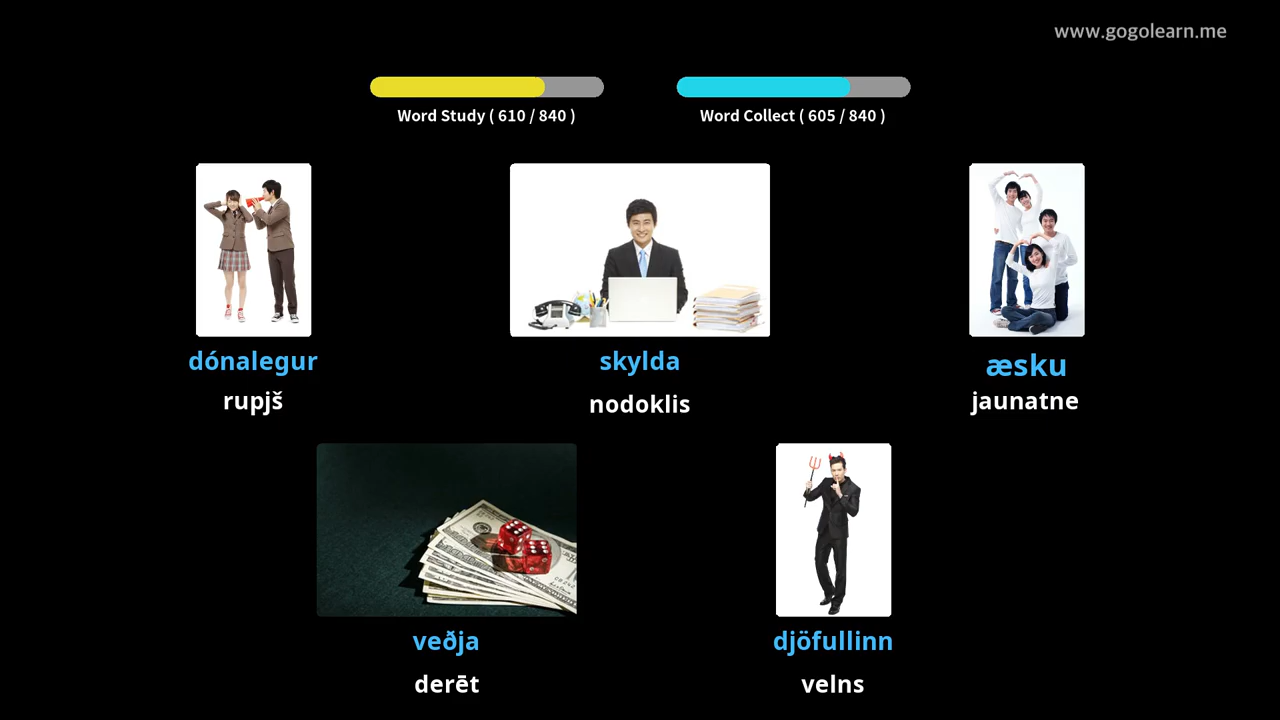 www.gogolearn.me
Word Study ( 610 / 840 )
Word Collect ( 605 / 840 )
dónalegur
rupjš
skylda
nodoklis
æsku
jaunatne
veðja
derēt
djöfullinn
velns